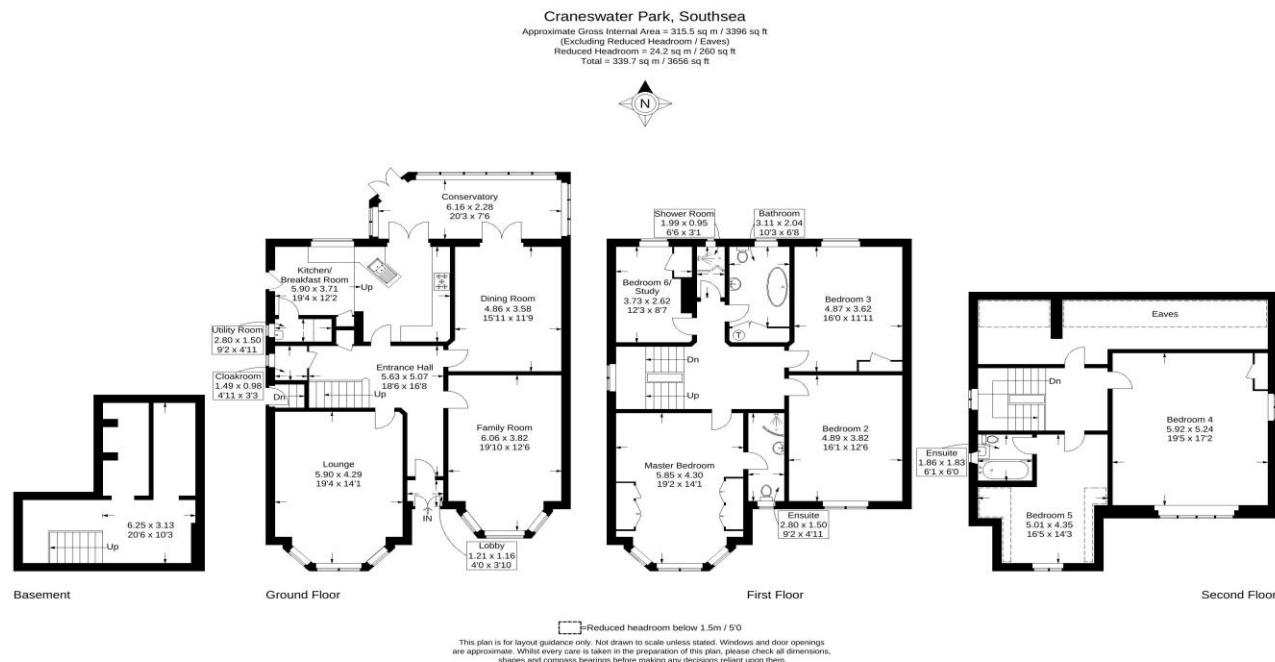 Craneswater Park, Southsea
Approximate Gross Internal Area = 315.5 sq m / 3396 sq ft
(Excluding Reduced Headroom / Eaves)
Reduced Headroom = 24.2 sq m / 260 sq ft
Total = 339.7 sq m / 3656 sq ft
N
6.25 x 3.13
20'6 x 10'3
Up
Basement
Conservatory
6.16 x 2.28
20'3 x 7'6
Kitchen/
Breakfast Room
5.90 x 3.71
19'4 x 12'2
Up
Dining Room
4.86 x 3.58
15'11 x 11'9
Utility Room
2.80 x 1.50
9'2 x 4'11
Cloakroom
1.49 x 0.98
4'11 x 3'3
Dn
Entrance Hall
5.63 x 5.07
18'6 x 16'8
Up
Family Room
6.06 x 3.82
19'10 x 12'6
Lounge
5.90 x 4.29
19'4 x 14'1
IN
Lobby
1.21 x 1.16
4'0 x 3'10
Ground Floor
Shower Room
1.99 x 0.95
6'6 x 3'1
Bathroom
3.11 x 2.04
10'3 x 6'8
Bedroom 6/
Study
3.73 x 2.62
12'3 x 8'7
T
Bedroom 3
4.87 x 3.62
16'0 x 11'11
Dn
Up
Bedroom 2
4.89 x 3.82
16'1 x 12'6
Master Bedroom
5.85 x 4.30
19'2 x 14'1
Ensuite
2.80 x 1.50
9'2 x 4'11
First Floor
Eaves
Dn
Bedroom 4
5.92 x 5.24
19'5 x 17'2
Ensuite
1.86 x 1.83
6'1 x 6'0
Bedroom 5
5.01 x 4.35
16'5 x 14'3
Second Floor
=Reduced headroom below 1.5m / 5'0
This plan is for layout guidance only. Not drawn to scale unless stated. Windows and door openings
are approximate. Whilst every care is taken in the preparation of this plan, please check all dimensions,
shapes and compass bearings before making any decisions reliant upon them.